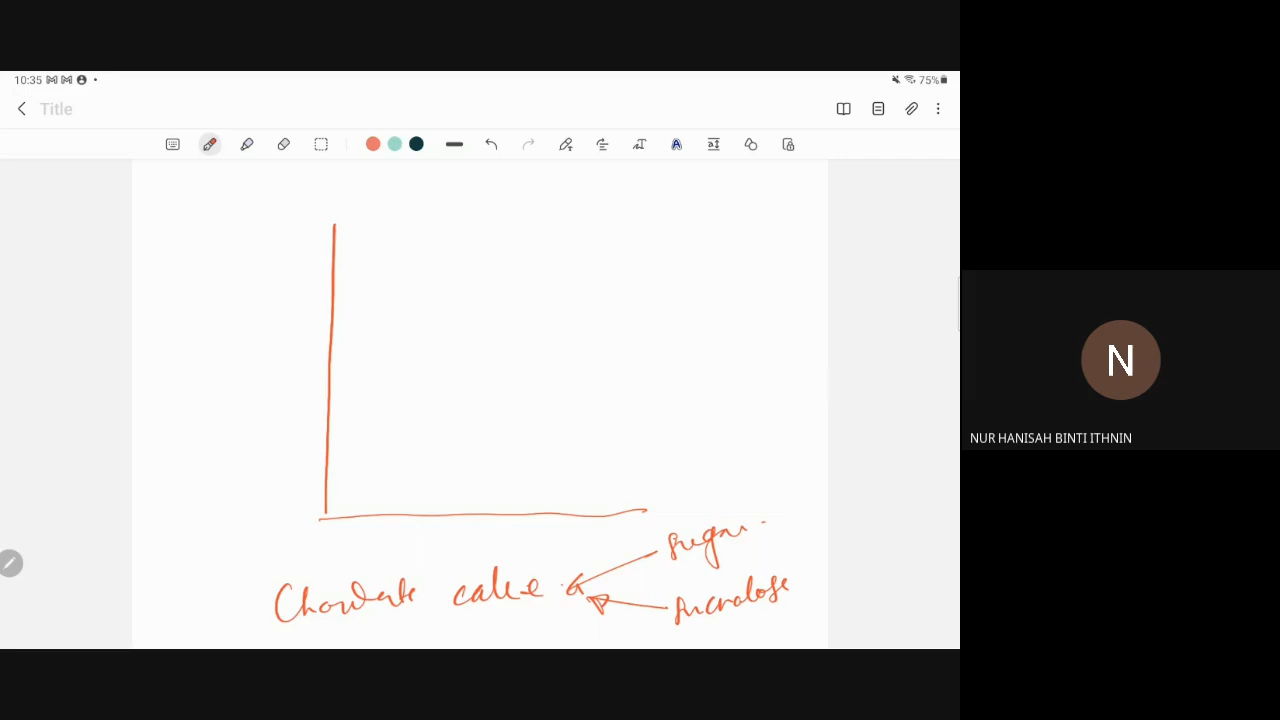 10:35
75%
Title
sugar
Chocolate cake
sucralose
N
NUR HANISAH BINTI ITHNIN